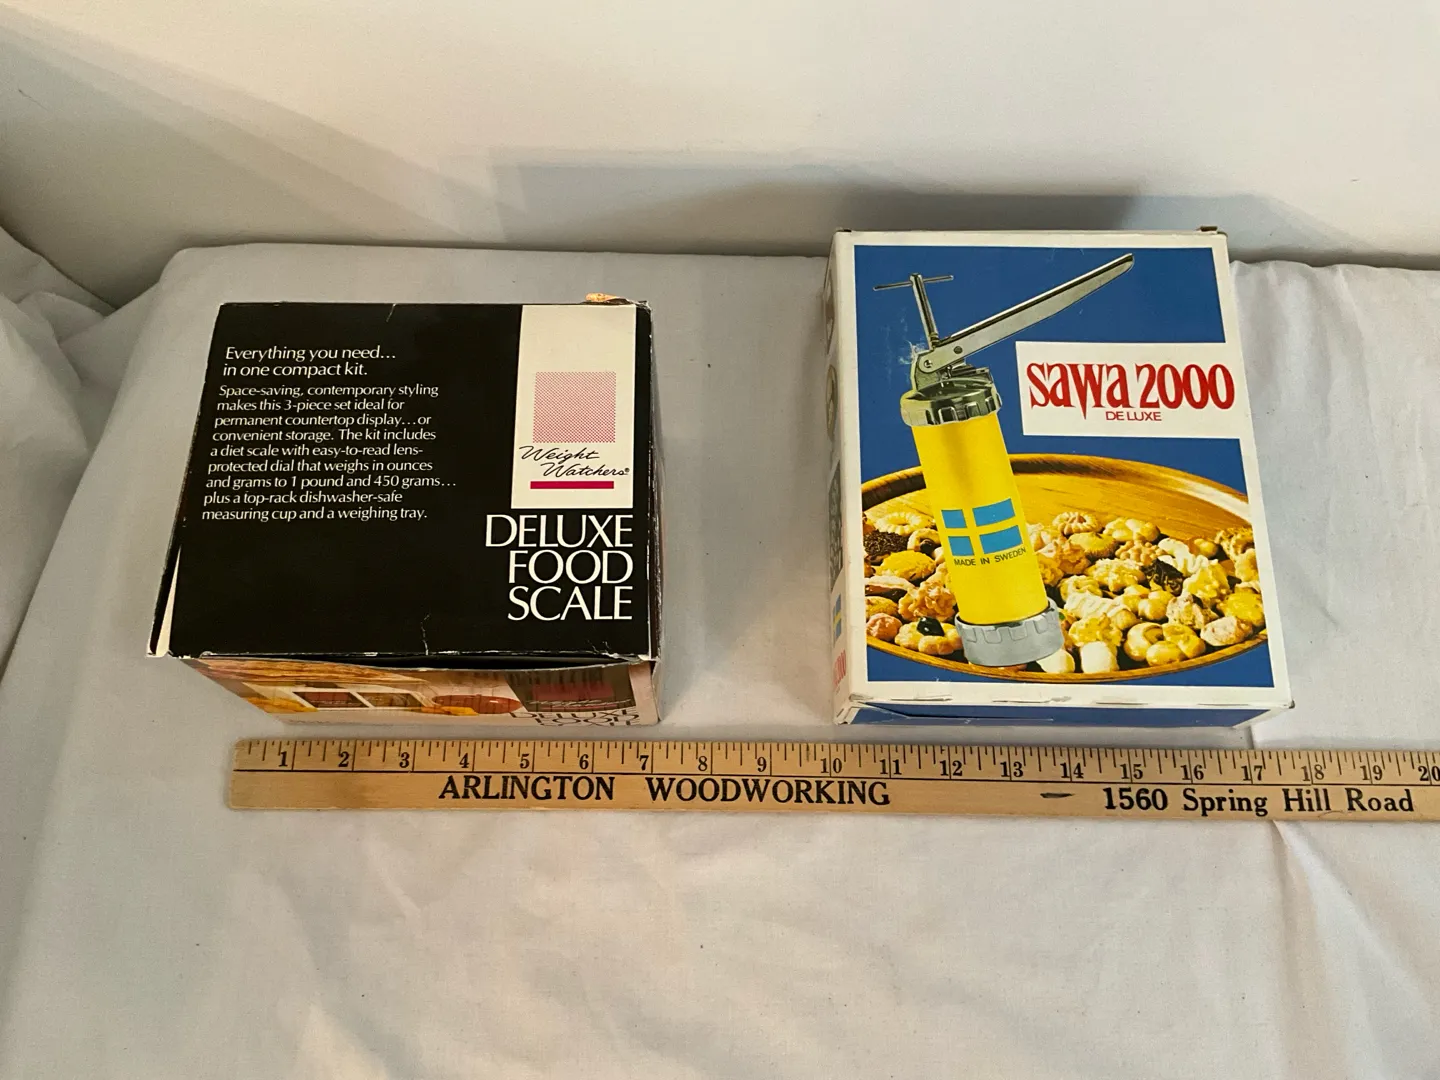 Everything you need...
in one compact kit.
Space-saving, contemporary styling
makes this 3-piece set ideal for
permanent countertop display...or
convenient storage. The kit includes
a diet scale with easy-to-read lens-
protected dial that weighs in ounces
and grams to 1 pound and 450 grams...
plus a top-rack dishwasher-safe
measuring cup and a weighing tray.
Weight
Watchers®
DELUXE
FOOD
SCALE
DELUXE
FOOD
SAWA 2000
DE LUXE
MADE IN SWEDEN
1 2 3 4 5 6 7 8 9 10 11 12 13 14 15 16 17 18 19 20
ARLINGTON WOODWORKING — 1560 Spring Hill Road